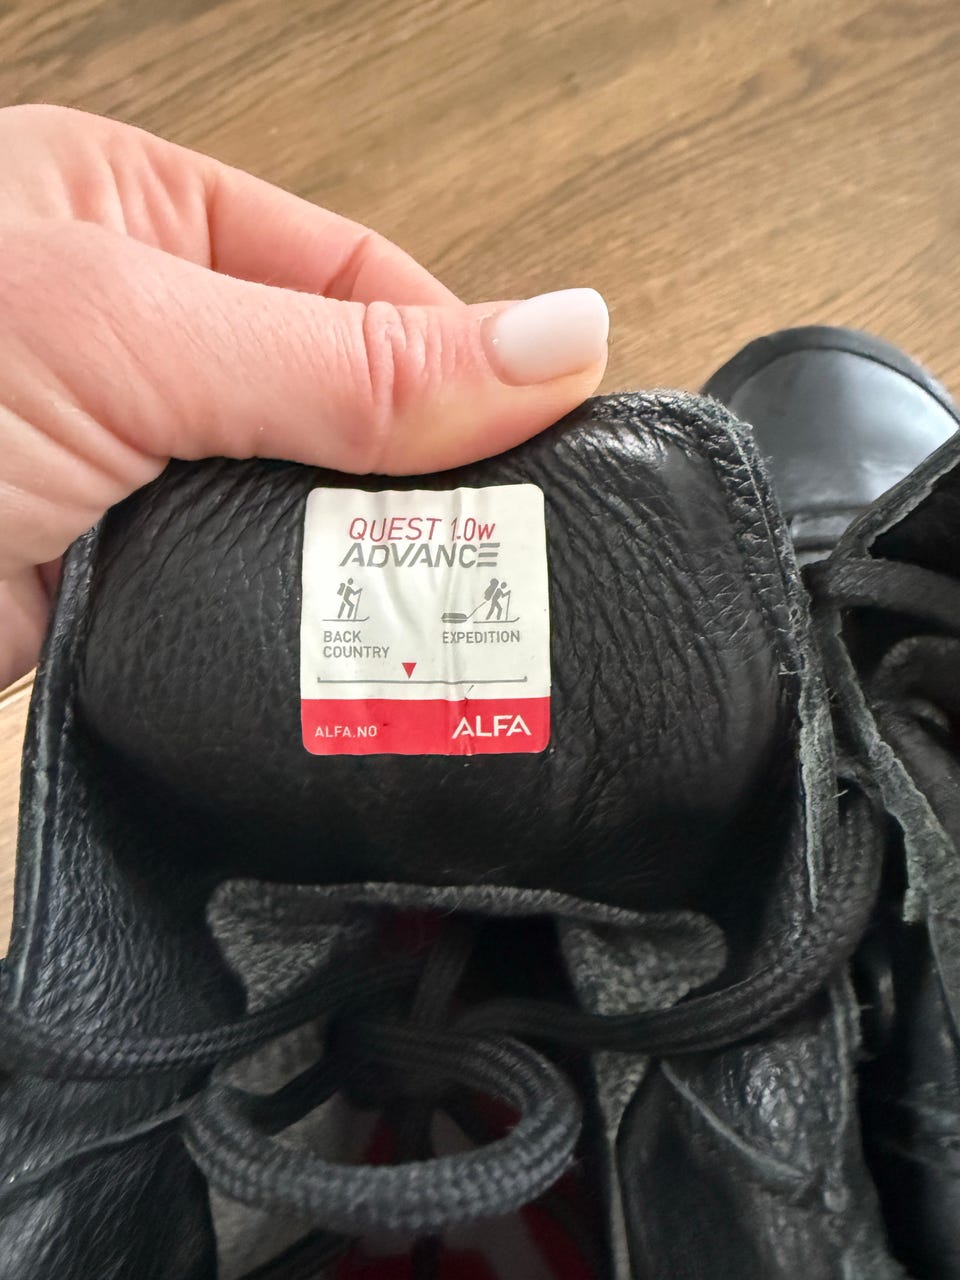 QUEST 1.0w
ADVANCE
BACK
COUNTRY
EXPEDITION
ALFA.NO
ALFA